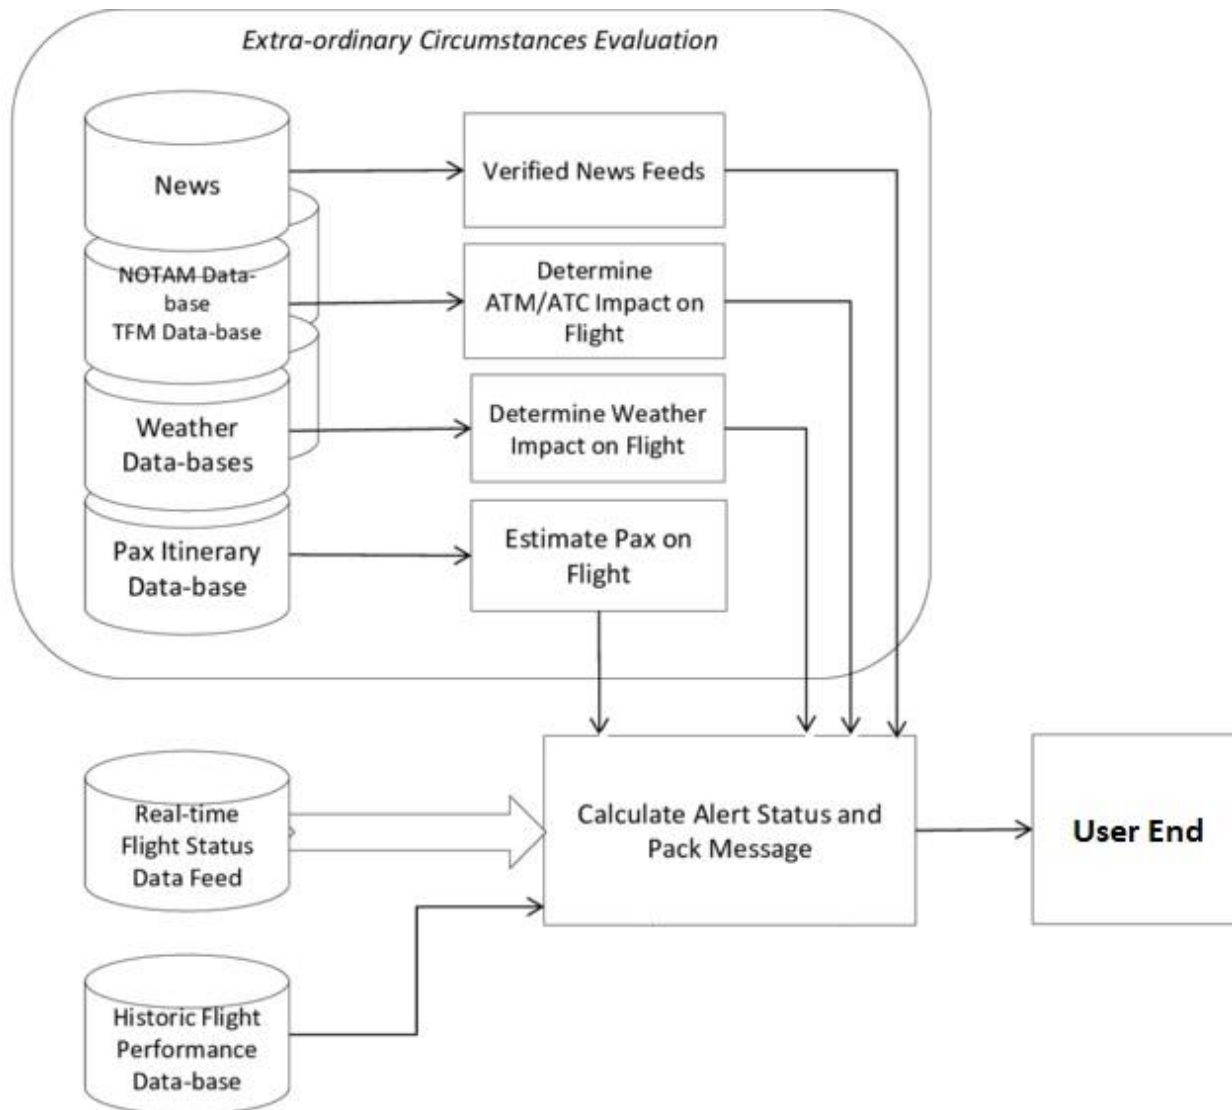 Extra-ordinary Circumstances Evaluation
News
Verified News Feeds
NOTAM Data-
base
TFM Data-base
Determine
ATM/ATC Impact on
Flight
Weather
Data-bases
Determine Weather
Impact on Flight
Pax Itinerary
Data-base
Estimate Pax on
Flight
Real-time
Flight Status
Data Feed
Calculate Alert Status and
Pack Message
User End
Historic Flight
Performance
Data-base